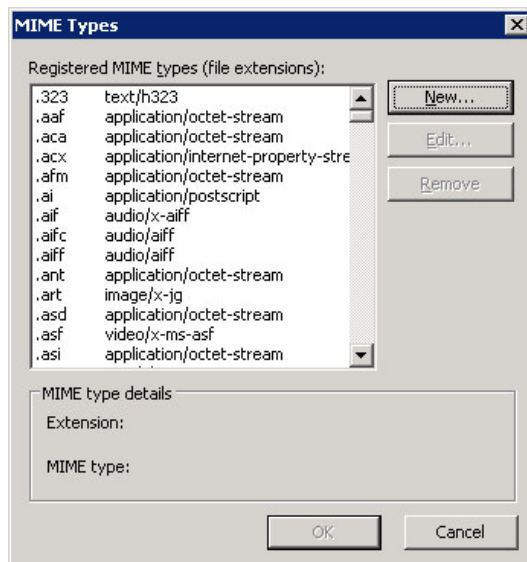 MIME Types
Registered MIME types (file extensions):
.323 text/h323
.aaf application/octet-stream
.aca application/octet-stream
.acx application/internet-property-stre
.afm application/octet-stream
.ai application/postscript
.aif audio/x-aiff
.aifc audio/aiff
.aiff audio/aiff
.ant application/octet-stream
.art image/x-jg
.asd application/octet-stream
.asf video/x-ms-asf
.asi application/octet-stream
New...
Edit...
Remove
MIME type details
Extension:
MIME type:
OK
Cancel